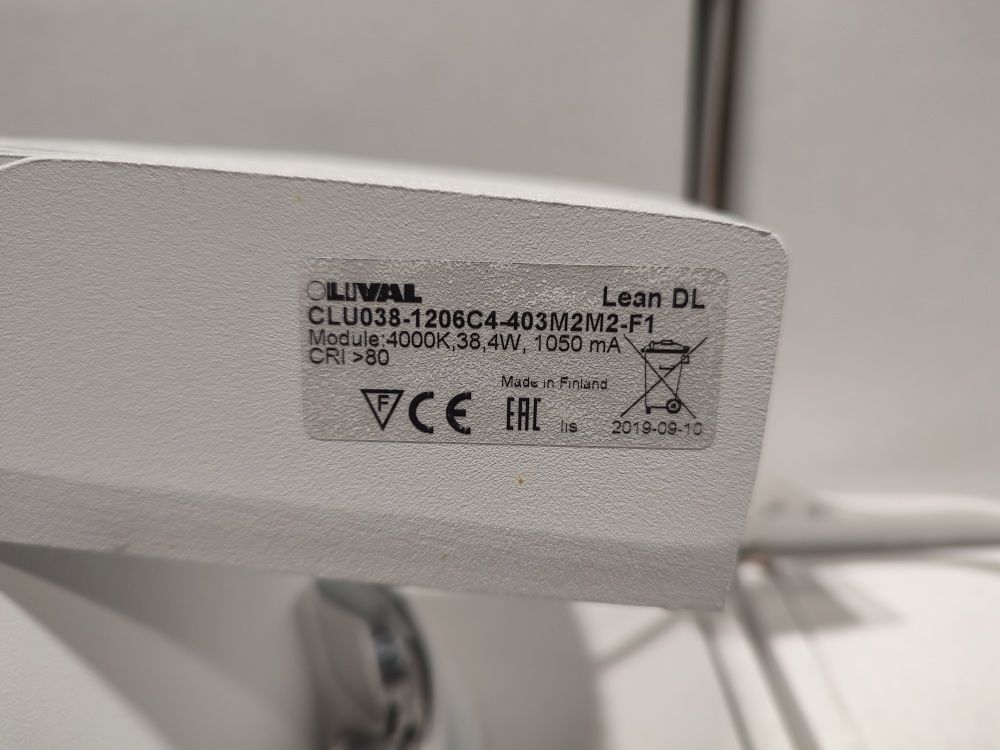 LIVAL
Lean DL
CLU038-1206C4-403M2M2-F1
Module:4000K,38,4W, 1050 mA
CRI >80
Made in Finland
F CE EAC lis 2019-09-10